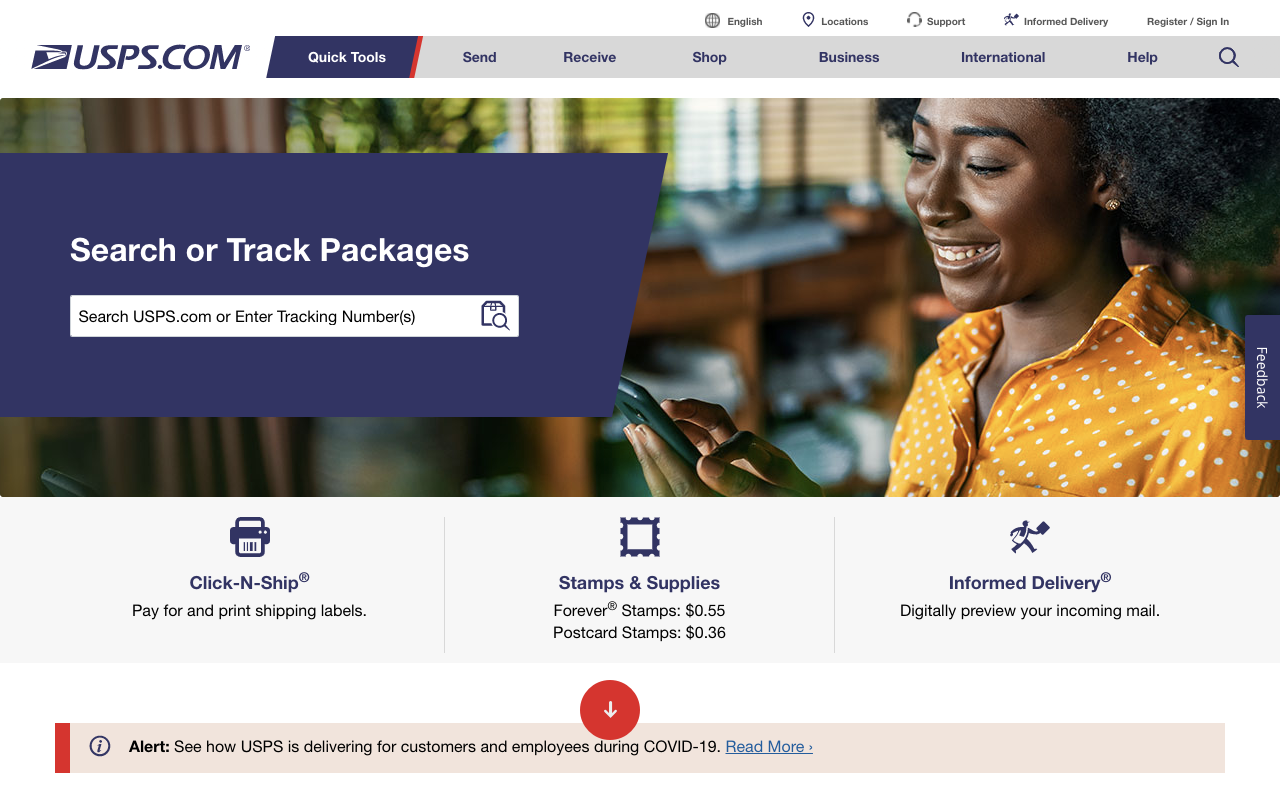 English
Locations
Support
Informed Delivery
Register / Sign In
USPS.COM®
Quick Tools
Send
Receive
Shop
Business
International
Help
Search or Track Packages
Search USPS.com or Enter Tracking Number(s)
Feedback
Click-N-Ship®
Pay for and print shipping labels.
Stamps & Supplies
Forever® Stamps: $0.55
Postcard Stamps: $0.36
Informed Delivery®
Digitally preview your incoming mail.
Alert: See how USPS is delivering for customers and employees during COVID-19. Read More ›